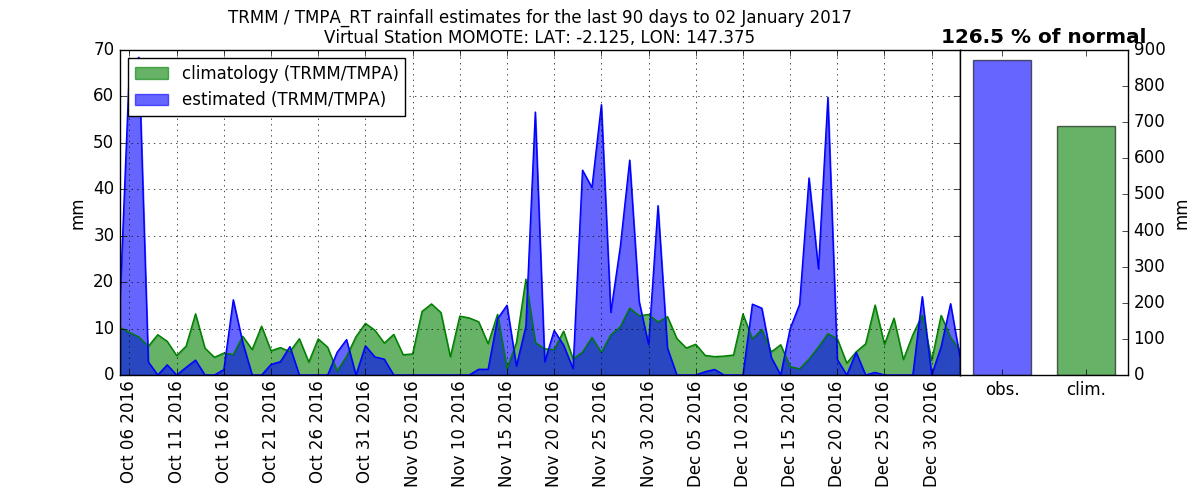 TRMM / TMPA_RT rainfall estimates for the last 90 days to 02 January 2017
Virtual Station MOMOTE: LAT: -2.125, LON: 147.375
126.5 % of normal
climatology (TRMM/TMPA)
estimated (TRMM/TMPA)
70
60
50
40
30
20
10
0
mm
Oct 06 2016
Oct 11 2016
Oct 16 2016
Oct 21 2016
Oct 26 2016
Oct 31 2016
Nov 05 2016
Nov 10 2016
Nov 15 2016
Nov 20 2016
Nov 25 2016
Nov 30 2016
Dec 05 2016
Dec 10 2016
Dec 15 2016
Dec 20 2016
Dec 25 2016
Dec 30 2016
900
800
700
600
500
400
300
200
100
0
mm
obs.
clim.